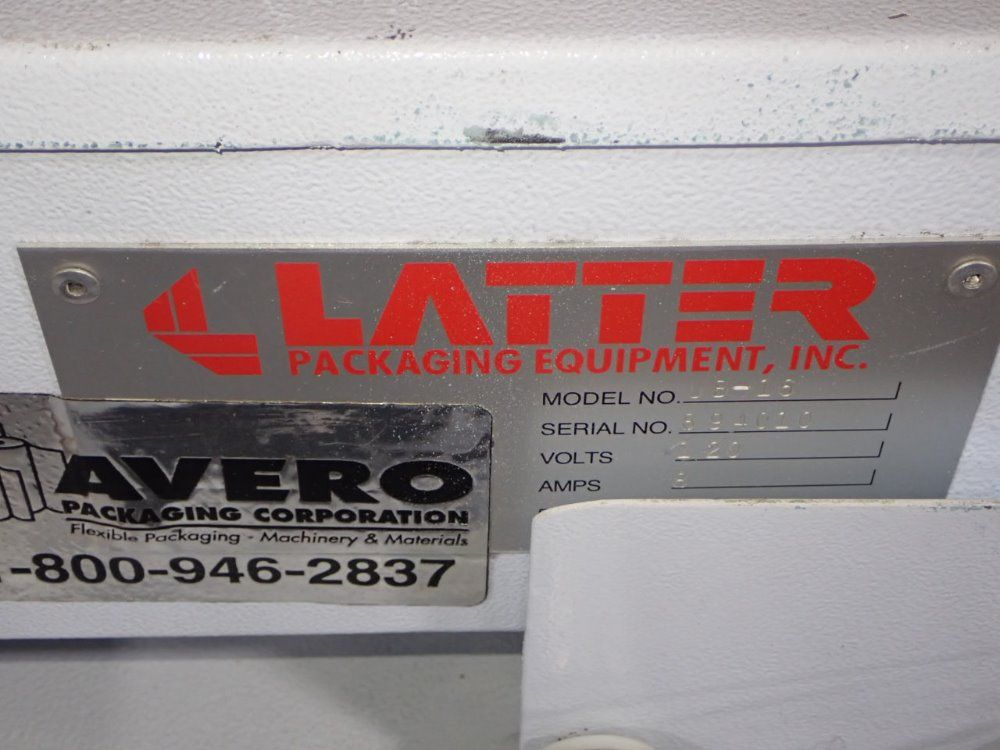 LATTER
PACKAGING EQUIPMENT, INC.
MODEL NO.
SERIAL NO.
VOLTS 120
AMPS
AVERO
PACKAGING CORPORATION
Flexible Packaging - Machinery & Materials
-800-946-2837